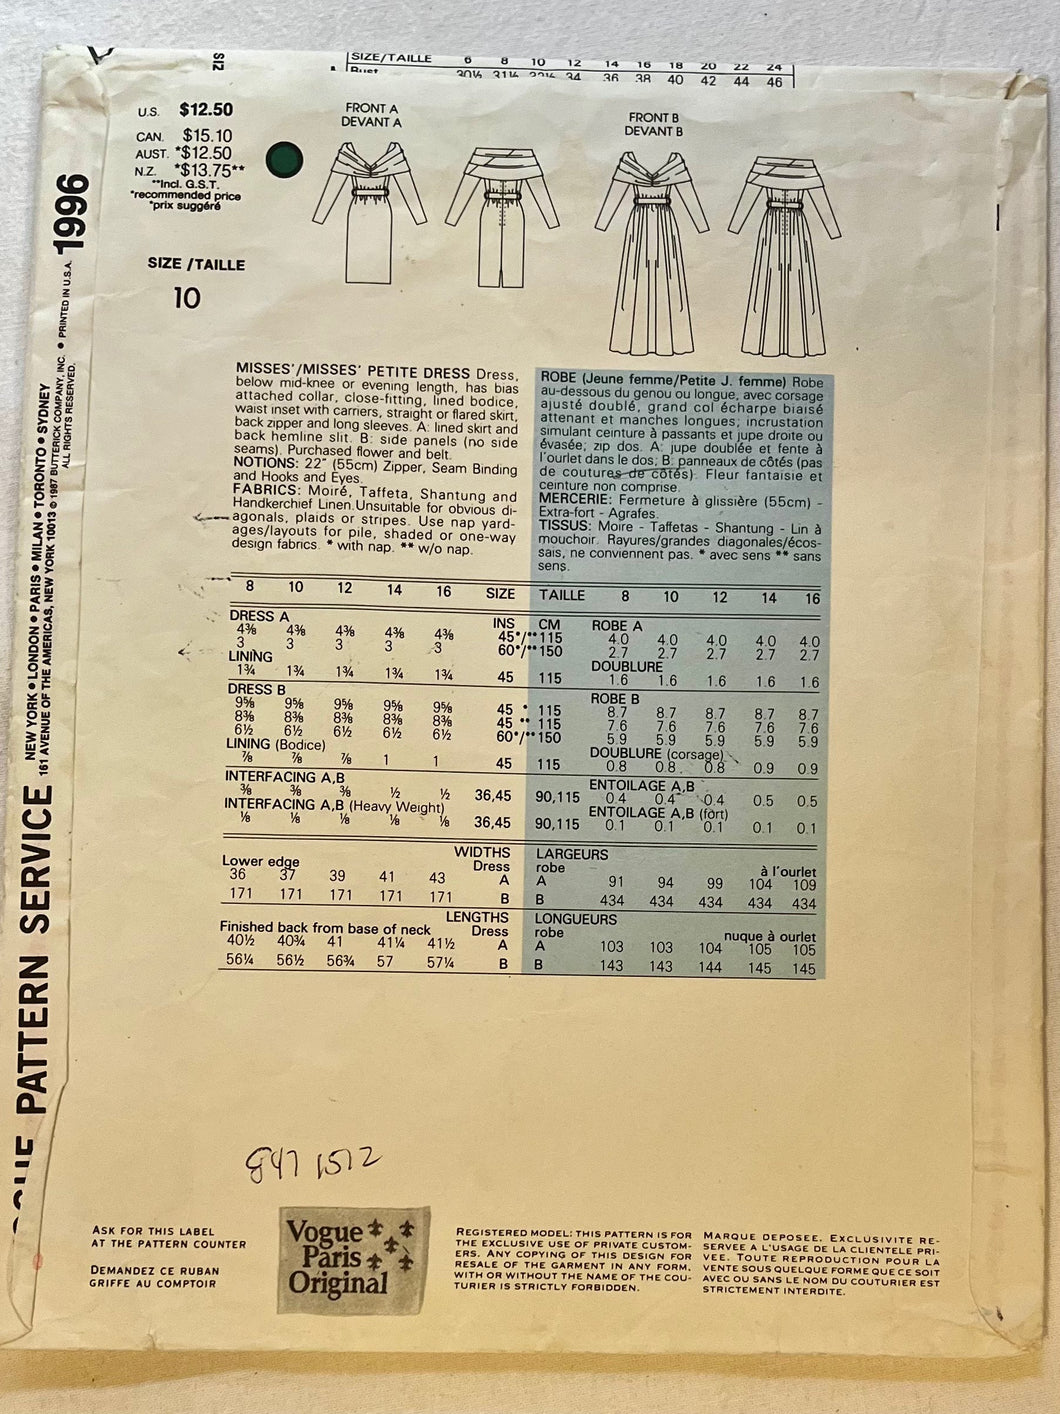 SIZ
SIZE/TAILLE 6 8 10 12 14 16 18 20 22 24
Bust 30½ 31½ 32½ 34 36 38 40 42 44 46
U.S. $12.50
CAN. $15.10
AUST. *$12.50
N.Z. *$13.75**
**Incl. G.S.T.
*recommended price
*prix suggéré
SIZE /TAILLE
10
FRONT A
DEVANT A
FRONT B
DEVANT B
1996
PATTERN SERVICE
NEW YORK • LONDON • PARIS • MILAN • TORONTO • SYDNEY
161 AVENUE OF THE AMERICAS, NEW YORK 10013 © 1987 BUTTERICK COMPANY, INC. • PRINTED IN U.S.A.
ALL RIGHTS RESERVED.
MISSES'/MISSES' PETITE DRESS Dress,
below mid-knee or evening length, has bias
attached collar, close-fitting, lined bodice,
waist inset with carriers, straight or flared skirt,
back zipper and long sleeves. A: lined skirt and
back hemline slit. B: side panels (no side
seams). Purchased flower and belt.
NOTIONS: 22" (55cm) Zipper, Seam Binding
and Hooks and Eyes.
FABRICS: Moiré, Taffeta, Shantung and
Handkerchief Linen.Unsuitable for obvious di-
agonals, plaids or stripes. Use nap yard-
ages/layouts for pile, shaded or one-way
design fabrics. * with nap. ** w/o nap.
ROBE (Jeune femme/Petite J. femme) Robe
au-dessous du genou ou longue, avec corsage
ajusté doublé, grand col écharpe biaisé
attenant et manches longues; incrustation
simulant ceinture à passants et jupe droite ou
évasée; zip dos. A: jupe doublée et fente à
l'ourlet dans le dos; B: panneaux de côtés (pas
de coutures de côtés). Fleur fantaisie et
ceinture non comprise.
MERCERIE: Fermeture à glissière (55cm) -
Extra-fort - Agrafes.
TISSUS: Moire - Taffetas - Shantung - Lin à
mouchoir. Rayures/grandes diagonales/écos-
sais, ne conviennent pas. * avec sens ** sans
sens.
8 10 12 14 16 SIZE TAILLE 8 10 12 14 16
DRESS A INS CM ROBE A
4⅜ 4⅜ 4⅜ 4⅜ 4⅜ 45*/** 115 4.0 4.0 4.0 4.0 4.0
3 3 3 3 3 60*/** 150 2.7 2.7 2.7 2.7 2.7
LINING DOUBLURE
1¾ 1¾ 1¾ 1¾ 1¾ 45 115 1.6 1.6 1.6 1.6 1.6
DRESS B ROBE B
9⅝ 9⅝ 9⅝ 9⅝ 9⅝ 45 * 115 8.7 8.7 8.7 8.7 8.7
8⅜ 8⅜ 8⅜ 8⅜ 8⅜ 45 ** 115 7.6 7.6 7.6 7.6 7.6
6½ 6½ 6½ 6½ 6½ 60*/** 150 5.9 5.9 5.9 5.9 5.9
LINING (Bodice) DOUBLURE (corsage)
⅞ ⅞ ⅞ 1 1 45 115 0.8 0.8 0.8 0.9 0.9
INTERFACING A,B ENTOILAGE A,B
⅜ ⅜ ⅜ ½ ½ 36,45 90,115 0.4 0.4 0.4 0.5 0.5
INTERFACING A,B (Heavy Weight) ENTOILAGE A,B (fort)
⅛ ⅛ ⅛ ⅛ ⅛ 36,45 90,115 0.1 0.1 0.1 0.1 0.1
WIDTHS LARGEURS
Lower edge Dress robe à l'ourlet
36 37 39 41 43 A A 91 94 99 104 109
171 171 171 171 171 B B 434 434 434 434 434
LENGTHS LONGUEURS
Finished back from base of neck Dress robe nuque à ourlet
40½ 40¾ 41 41¼ 41½ A A 103 103 104 105 105
56¼ 56½ 56¾ 57 57¼ B B 143 143 144 145 145
847 1512
ASK FOR THIS LABEL
AT THE PATTERN COUNTER
DEMANDEZ CE RUBAN
GRIFFE AU COMPTOIR
Vogue
Paris
Original
REGISTERED MODEL: THIS PATTERN IS FOR
THE EXCLUSIVE USE OF PRIVATE CUSTOM-
ERS. ANY COPYING OF THIS DESIGN FOR
RESALE OF THE GARMENT IN ANY FORM,
WITH OR WITHOUT THE NAME OF THE COU-
TURIER IS STRICTLY FORBIDDEN.
MARQUE DEPOSEE. EXCLUSIVITE RE-
SERVEE A L'USAGE DE LA CLIENTELE PRI-
VEE. TOUTE REPRODUCTION POUR LA
VENTE SOUS QUELQUE FORME QUE CE SOIT
AVEC OU SANS LE NOM DU COUTURIER EST
STRICTEMENT INTERDITE.